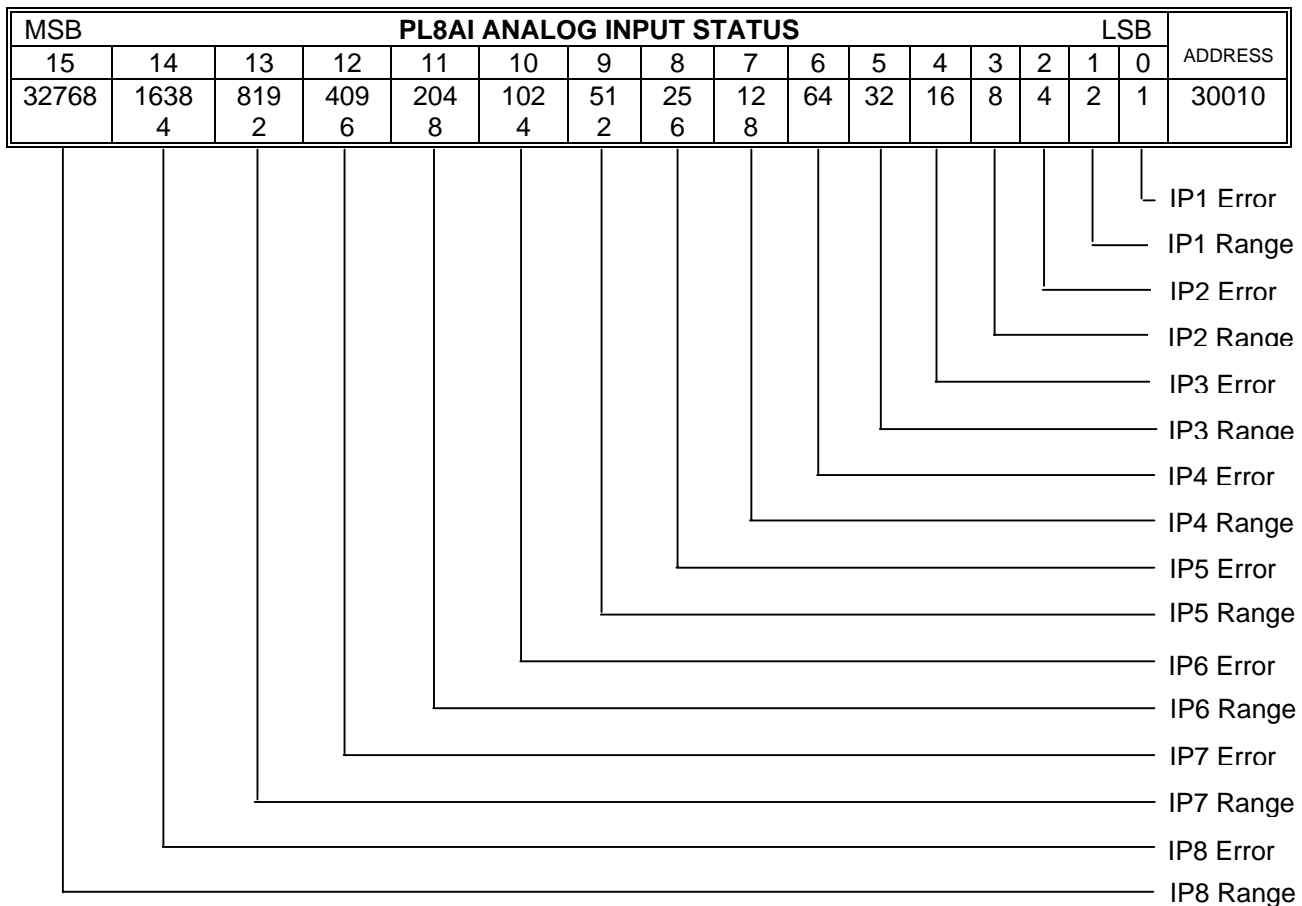 MSB PL8AI ANALOG INPUT STATUS LSB ADDRESS
15 14 13 12 11 10 9 8 7 6 5 4 3 2 1 0
32768 1638 819 409 204 102 51 25 12 64 32 16 8 4 2 1 30010
4 2 6 8 4 2 6 8
IP1 Error
IP1 Range
IP2 Error
IP2 Range
IP3 Error
IP3 Range
IP4 Error
IP4 Range
IP5 Error
IP5 Range
IP6 Error
IP6 Range
IP7 Error
IP7 Range
IP8 Error
IP8 Range